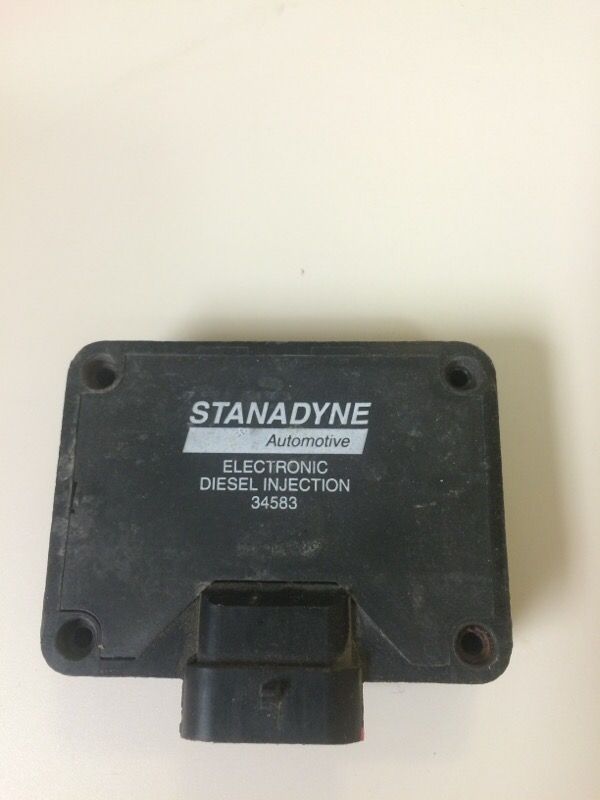 STANADYNE
Automotive
ELECTRONIC
DIESEL INJECTION
34583